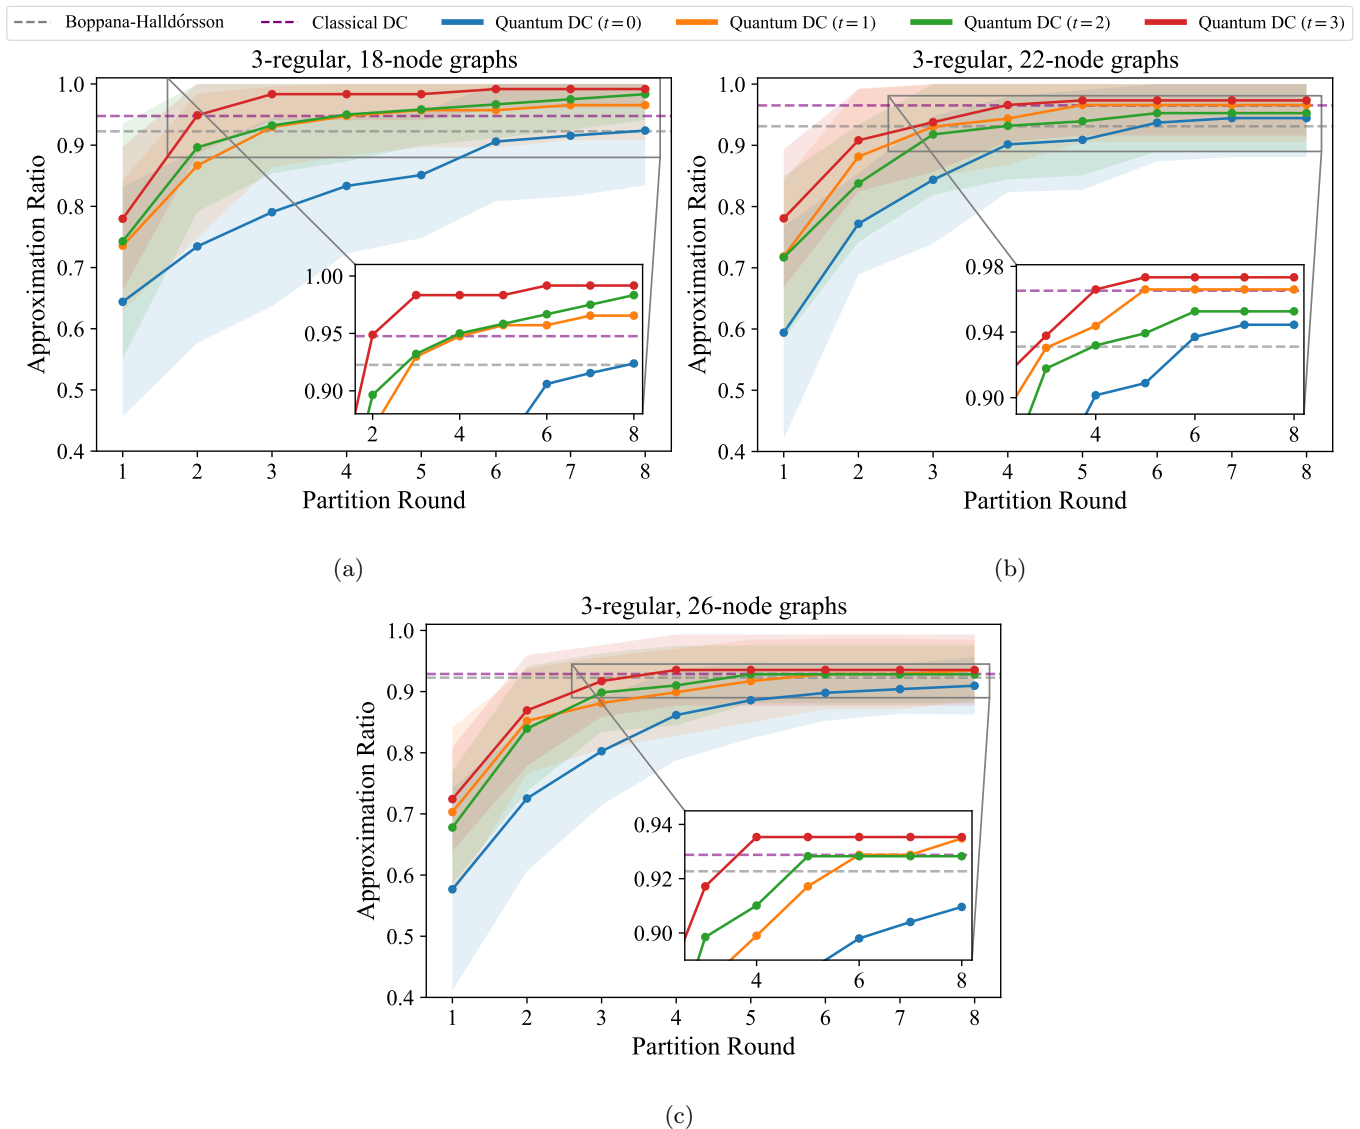 Boppana-Halldórsson Classical DC Quantum DC (t=0) Quantum DC (t=1) Quantum DC (t=2) Quantum DC (t=3)
3-regular, 18-node graphs
1.0
0.9
0.8
0.7
0.6
0.5
0.4
Approximation Ratio
1.00
0.95
0.90
2 4 6 8
1 2 3 4 5 6 7 8
Partition Round
(a)
3-regular, 22-node graphs
1.0
0.9
0.8
0.7
0.6
0.5
0.4
Approximation Ratio
0.98
0.94
0.90
4 6 8
1 2 3 4 5 6 7 8
Partition Round
(b)
3-regular, 26-node graphs
1.0
0.9
0.8
0.7
0.6
0.5
0.4
Approximation Ratio
0.94
0.92
0.90
4 6 8
1 2 3 4 5 6 7 8
Partition Round
(c)